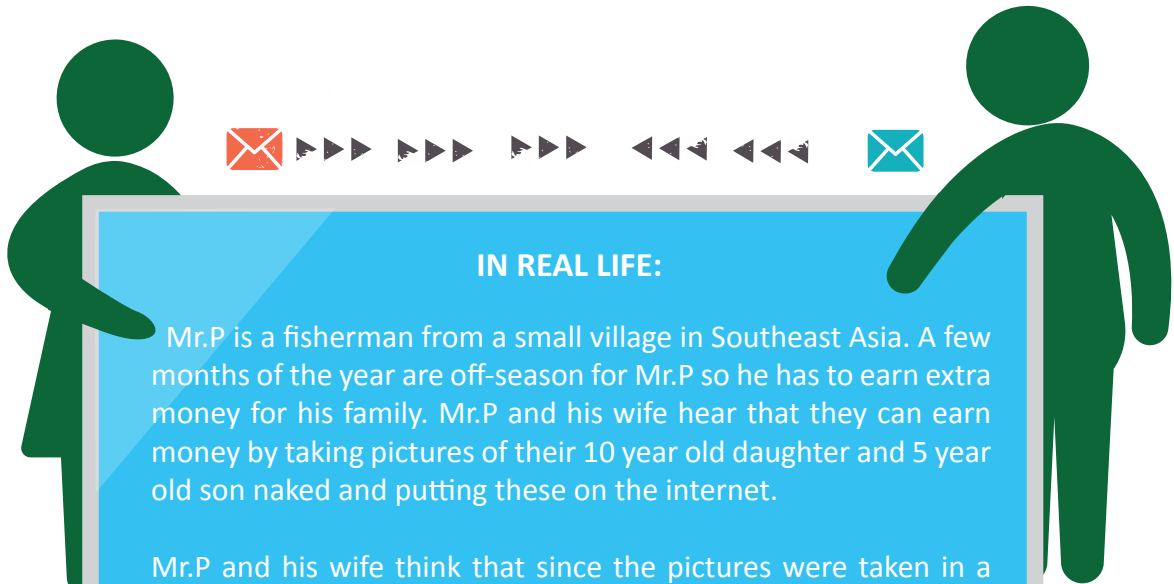 IN REAL LIFE:
Mr.P is a fisherman from a small village in Southeast Asia. A few
months of the year are off-season for Mr.P so he has to earn extra
money for his family. Mr.P and his wife hear that they can earn
money by taking pictures of their 10 year old daughter and 5 year
old son naked and putting these on the internet.
Mr.P and his wife think that since the pictures were taken in a